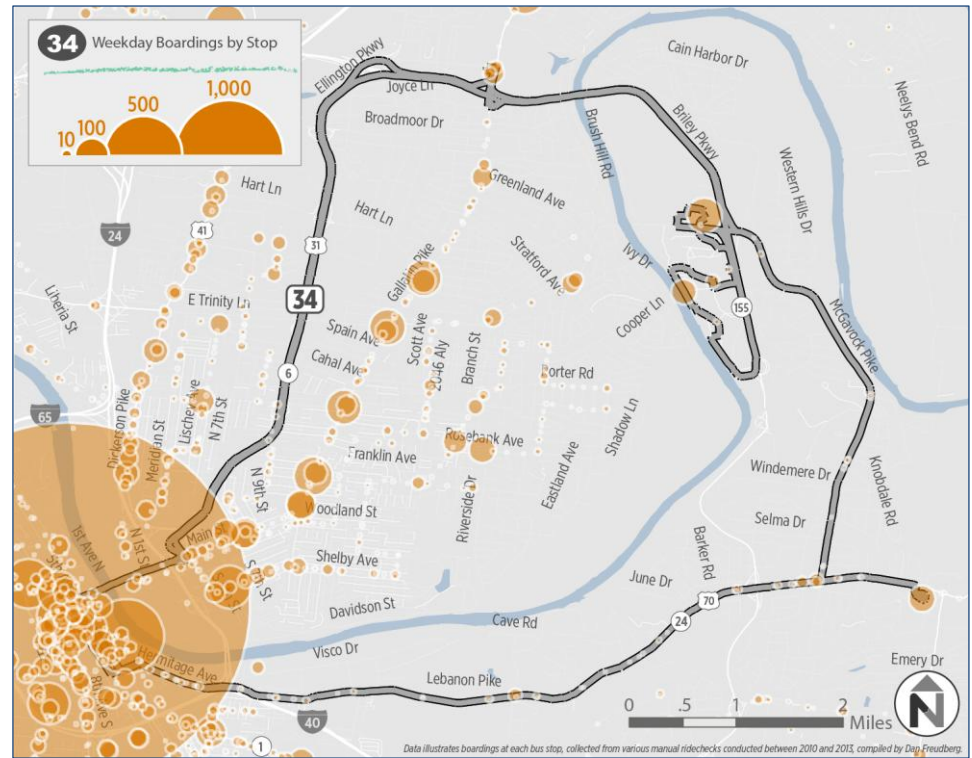 34 Weekday Boardings by Stop
10 100 500 1,000
Ellington Pkwy
Joyce Ln
Broadmoor Dr
Cain Harbor Dr
Neelys Bend Rd
Briley Pkwy
Brush Hill Rd
Western Hills Dr
Hart Ln
41
24
Greenland Ave
Hart Ln
31
Stratford Ave
Ivy Dr
Gallatin Pike
Liberia St
E Trinity Ln
34
Cooper Ln
155
McGavock Pike
Spain Ave
Scott Ave
2046 Aly
Branch St
Cahal Ave
6
Porter Rd
65
Dickerson Pike
Meridian St
Lischey Ave
N 7th St
Shadow Ln
Rosebank Ave
Franklin Ave
Eastland Ave
Windemere Dr
Knobdale Rd
N 9th St
Riverside Dr
Woodland St
Selma Dr
1st Ave N
N 1st St
Main St
Shelby Ave
S 7th St
Barker Rd
June Dr
70
24
Davidson St
Cave Rd
Visco Dr
Hermitage Ave
Lebanon Pike
Emery Dr
8th Ave S
40
1
0 .5 1 2
Miles
N
Data illustrates boardings at each bus stop, collected from various manual ridechecks conducted between 2010 and 2013, compiled by Dan Freudberg.